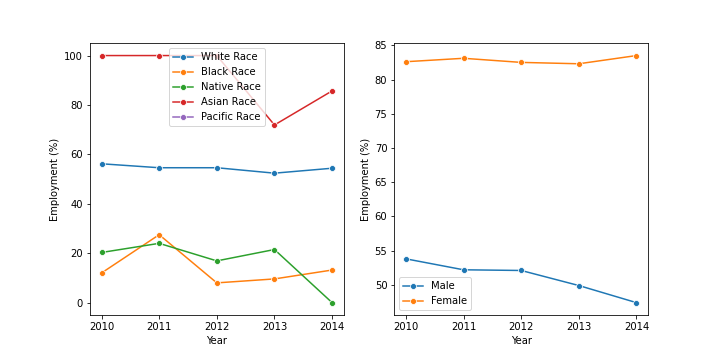 100
80
60
40
20
0
Employment (%)
White Race
Black Race
Native Race
Asian Race
Pacific Race
2010 2011 2012 2013 2014
Year
85
80
75
70
65
60
55
50
Employment (%)
Male
Female
2010 2011 2012 2013 2014
Year